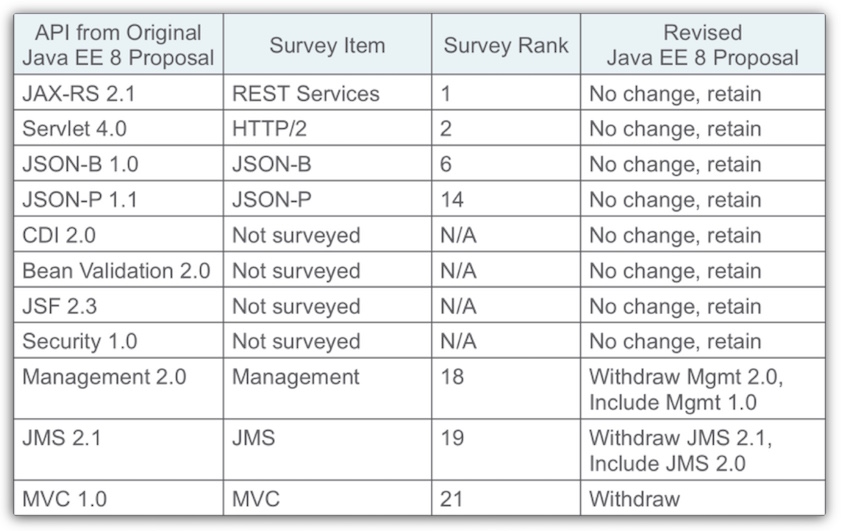 API from Original Java EE 8 Proposal Survey Item Survey Rank Revised Java EE 8 Proposal
JAX-RS 2.1 REST Services 1 No change, retain
Servlet 4.0 HTTP/2 2 No change, retain
JSON-B 1.0 JSON-B 6 No change, retain
JSON-P 1.1 JSON-P 14 No change, retain
CDI 2.0 Not surveyed N/A No change, retain
Bean Validation 2.0 Not surveyed N/A No change, retain
JSF 2.3 Not surveyed N/A No change, retain
Security 1.0 Not surveyed N/A No change, retain
Management 2.0 Management 18 Withdraw Mgmt 2.0,
Include Mgmt 1.0
JMS 2.1 JMS 19 Withdraw JMS 2.1,
Include JMS 2.0
MVC 1.0 MVC 21 Withdraw